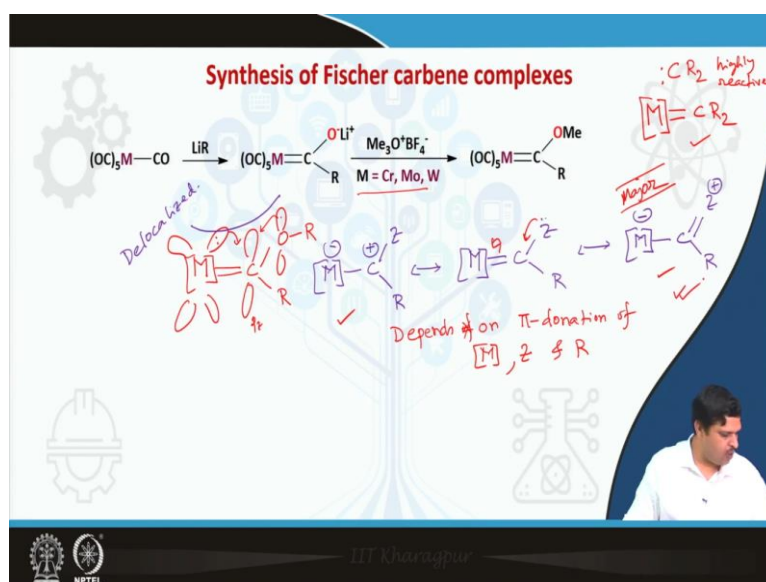 Synthesis of Fischer carbene complexes
:CR₂ highly
reactive
[M]=CR₂
(OC)₅M—CO
LiR
(OC)₅M=C
O⁻Li⁺
R
Me₃O⁺BF₄⁻
M = Cr, Mo, W
(OC)₅M=C
OMe
R
Delocalized.
Major
[M]=C
O-R
R
[M]⊖—C⊕
Z
R
↔
[M]=C
Z̈
R
↔
[M]⊖—C
Z⊕
R
Depends on π-donation of
[M], Z & R
IIT Kharagpur
NPTEL